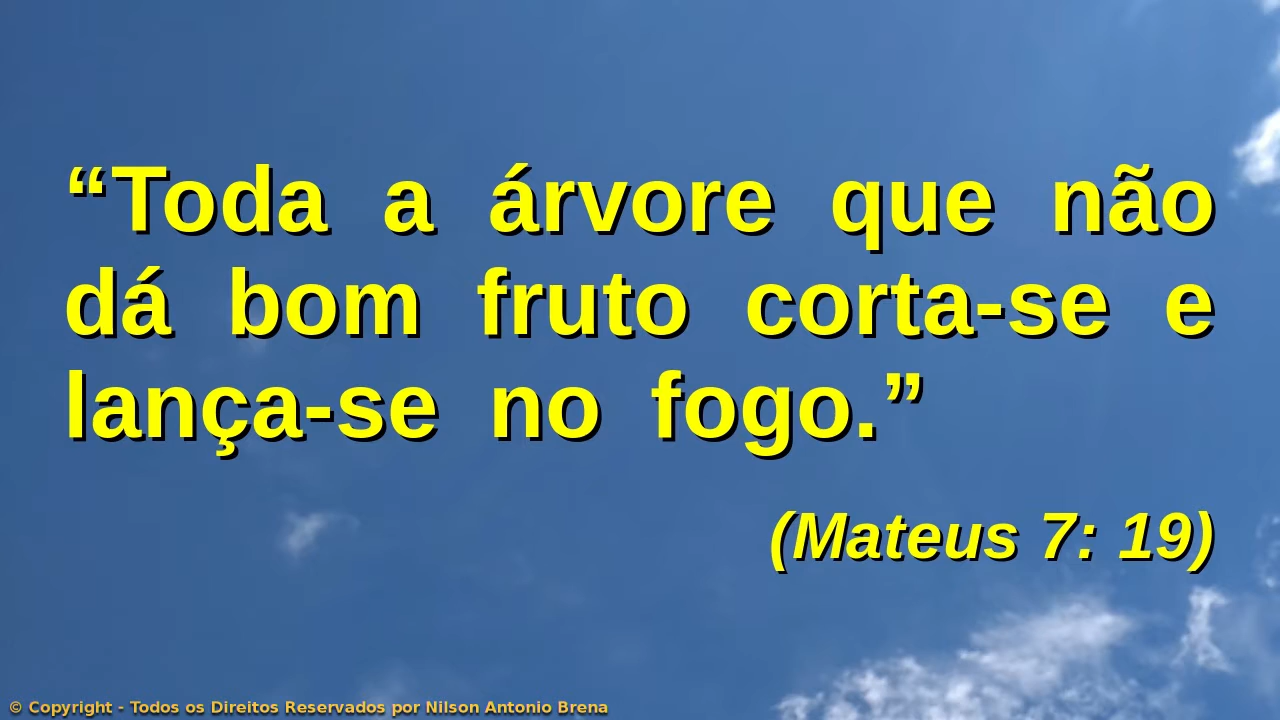 “Toda a árvore que não
dá bom fruto corta-se e
lança-se no fogo.”
(Mateus 7: 19)
© Copyright - Todos os Direitos Reservados por Nilson Antonio Brena